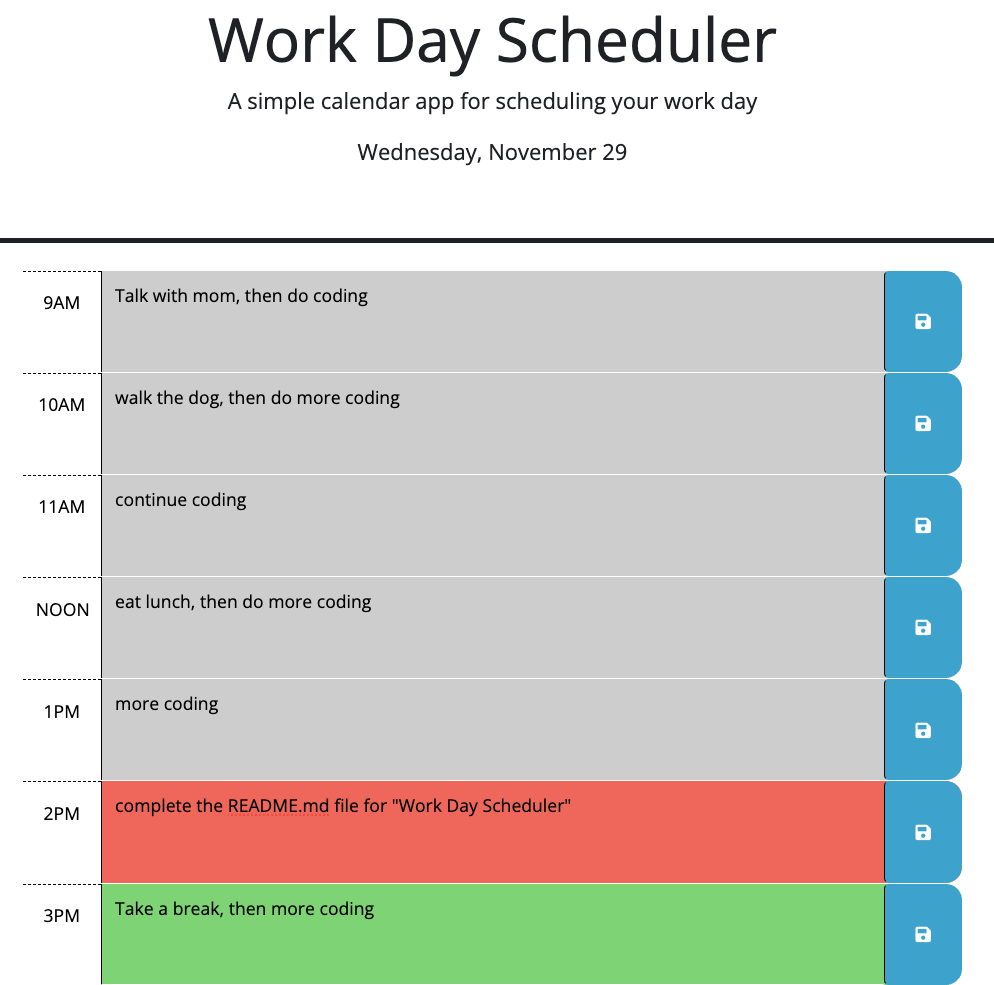 Work Day Scheduler
A simple calendar app for scheduling your work day
Wednesday, November 29
9AM
Talk with mom, then do coding
10AM
walk the dog, then do more coding
11AM
continue coding
NOON
eat lunch, then do more coding
1PM
more coding
2PM
complete the README.md file for "Work Day Scheduler"
3PM
Take a break, then more coding